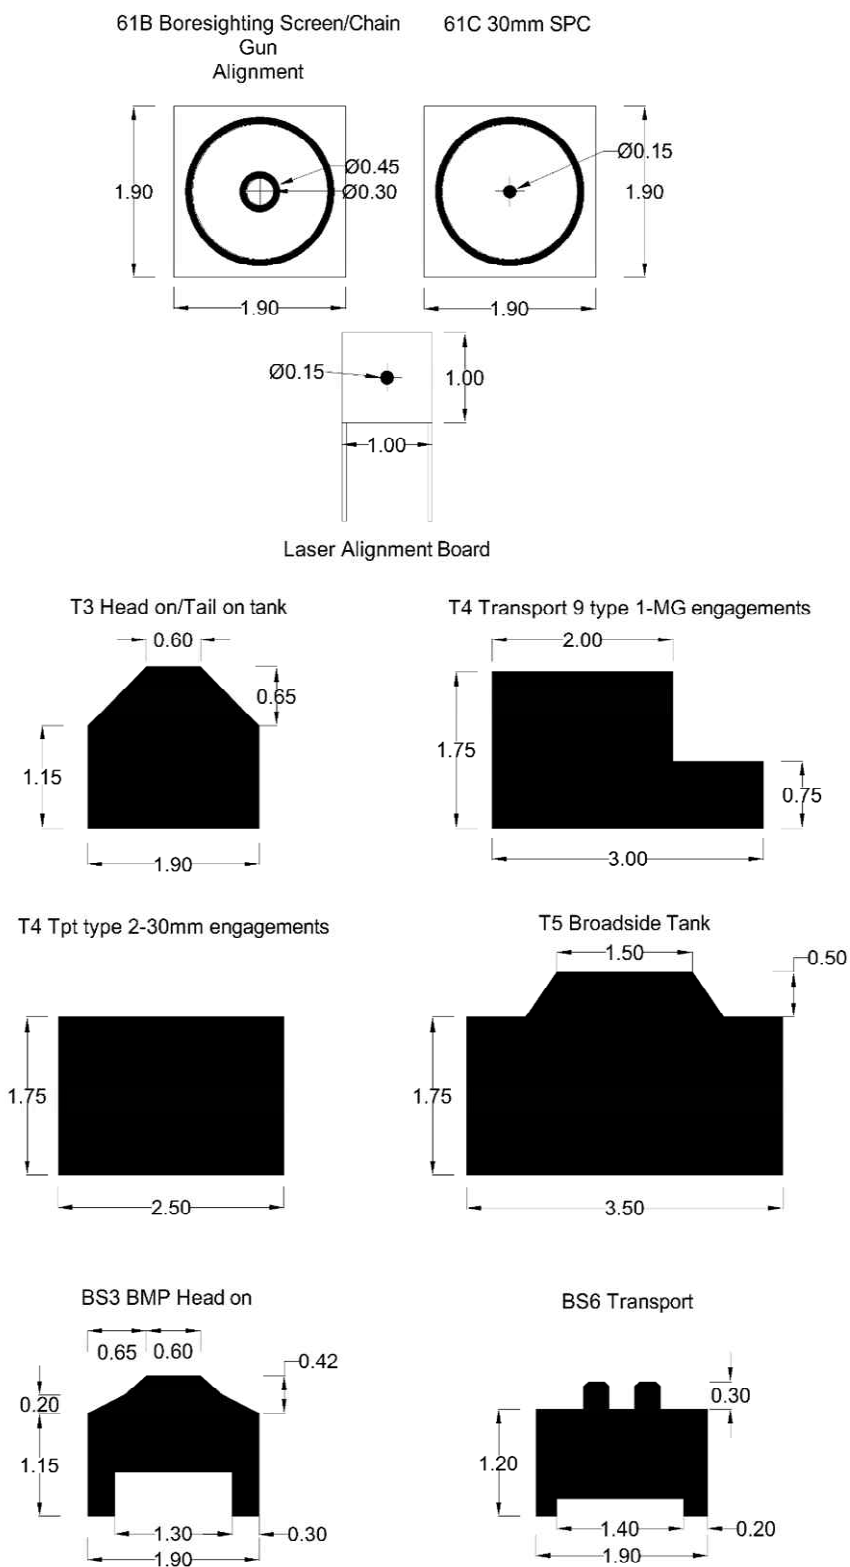 61B Boresighting Screen/Chain
Gun
Alignment
61C 30mm SPC
1.90
Ø0.45
Ø0.30
Ø0.15
1.90
1.90
1.90
Ø0.15
1.00
1.00
Laser Alignment Board
T3 Head on/Tail on tank
0.60
0.65
1.15
1.90
T4 Transport 9 type 1-MG engagements
2.00
1.75
0.75
3.00
T4 Tpt type 2-30mm engagements
1.75
2.50
T5 Broadside Tank
1.50
0.50
1.75
3.50
BS3 BMP Head on
0.65
0.60
0.42
0.20
1.15
1.30
0.30
1.90
BS6 Transport
0.30
1.20
1.40
0.20
1.90